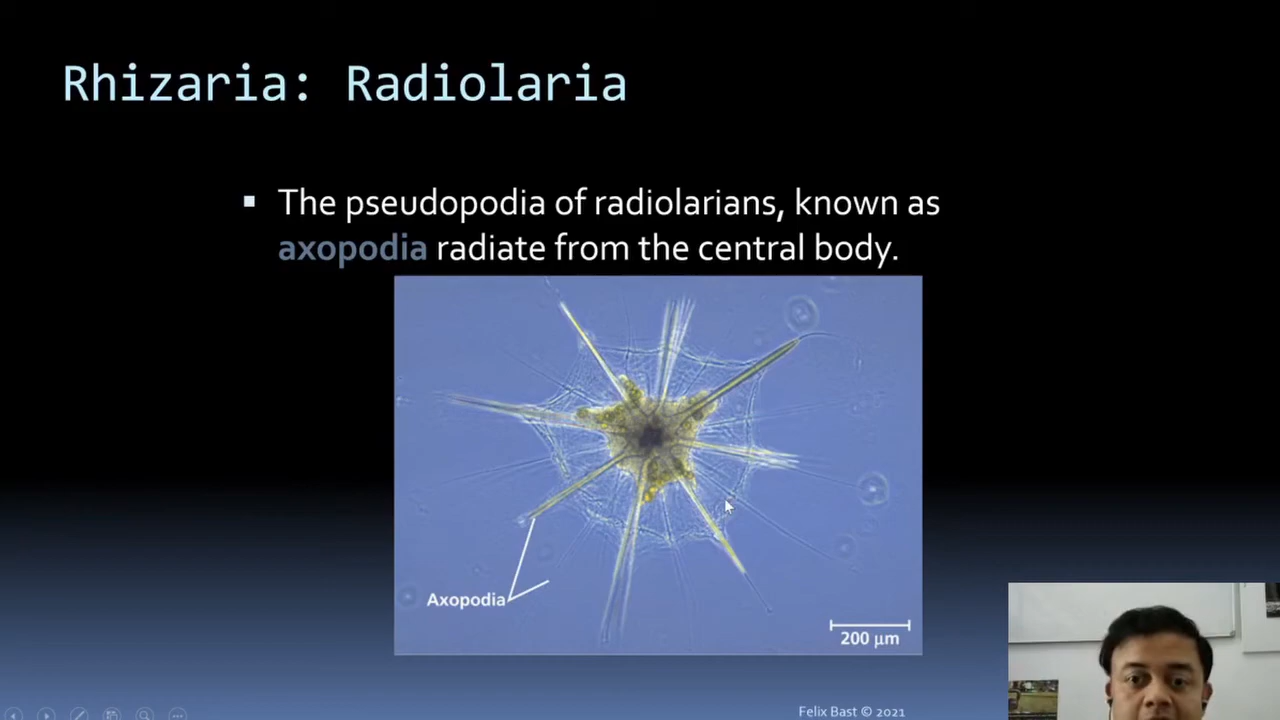 Rhizaria: Radiolaria
▪ The pseudopodia of radiolarians, known as
axopodia radiate from the central body.
Axopodia
200 µm
Felix Bast © 2021